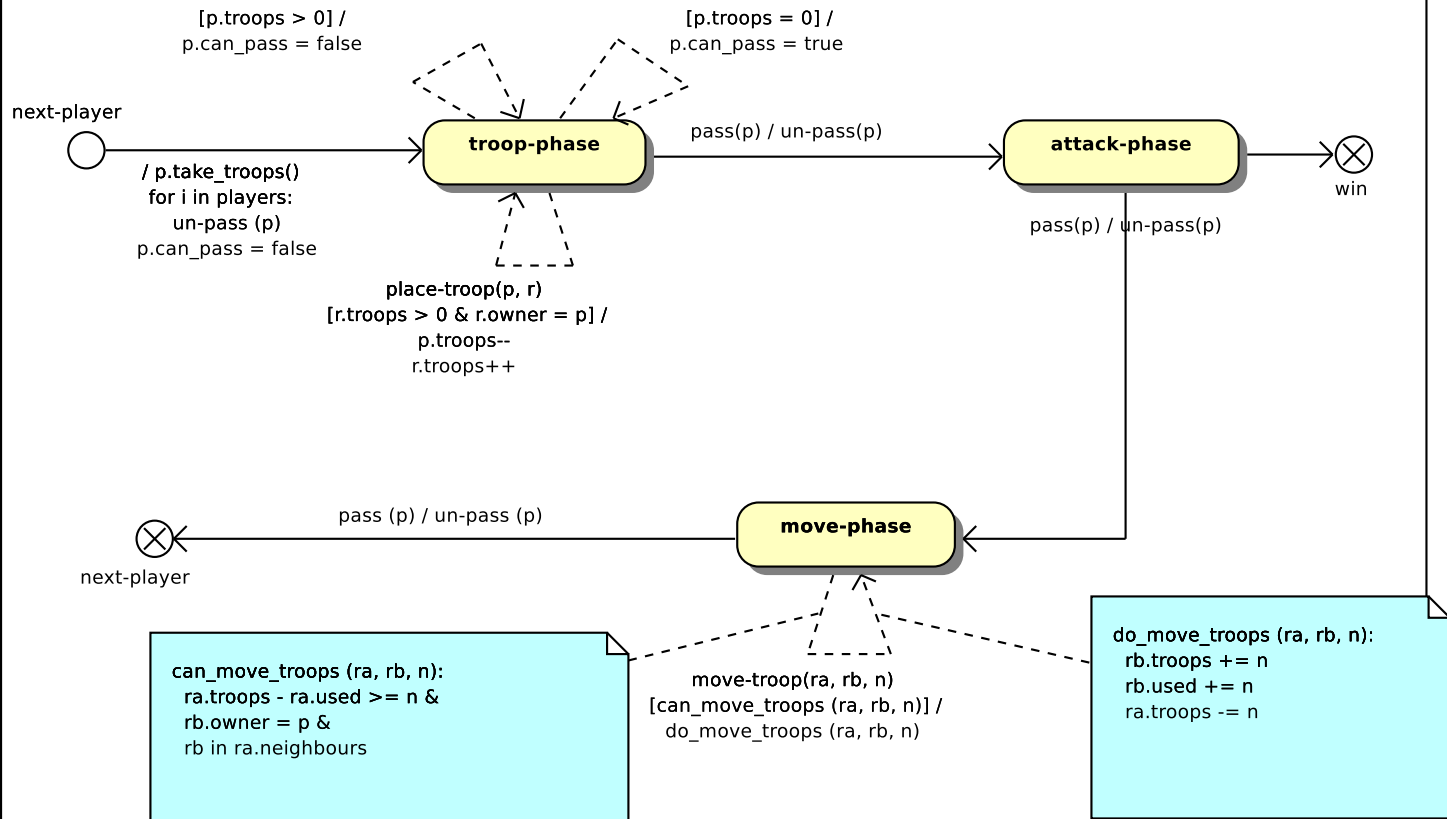 [p.troops > 0] /
p.can_pass = false
[p.troops = 0] /
p.can_pass = true
next-player
troop-phase
pass(p) / un-pass(p)
attack-phase
win
/ p.take_troops()
for i in players:
un-pass (p)
p.can_pass = false
pass(p) / un-pass(p)
place-troop(p, r)
[r.troops > 0 & r.owner = p] /
p.troops--
r.troops++
pass (p) / un-pass (p)
move-phase
next-player
can_move_troops (ra, rb, n):
ra.troops - ra.used >= n &
rb.owner = p &
rb in ra.neighbours
move-troop(ra, rb, n)
[can_move_troops (ra, rb, n)] /
do_move_troops (ra, rb, n)
do_move_troops (ra, rb, n):
rb.troops += n
rb.used += n
ra.troops -= n